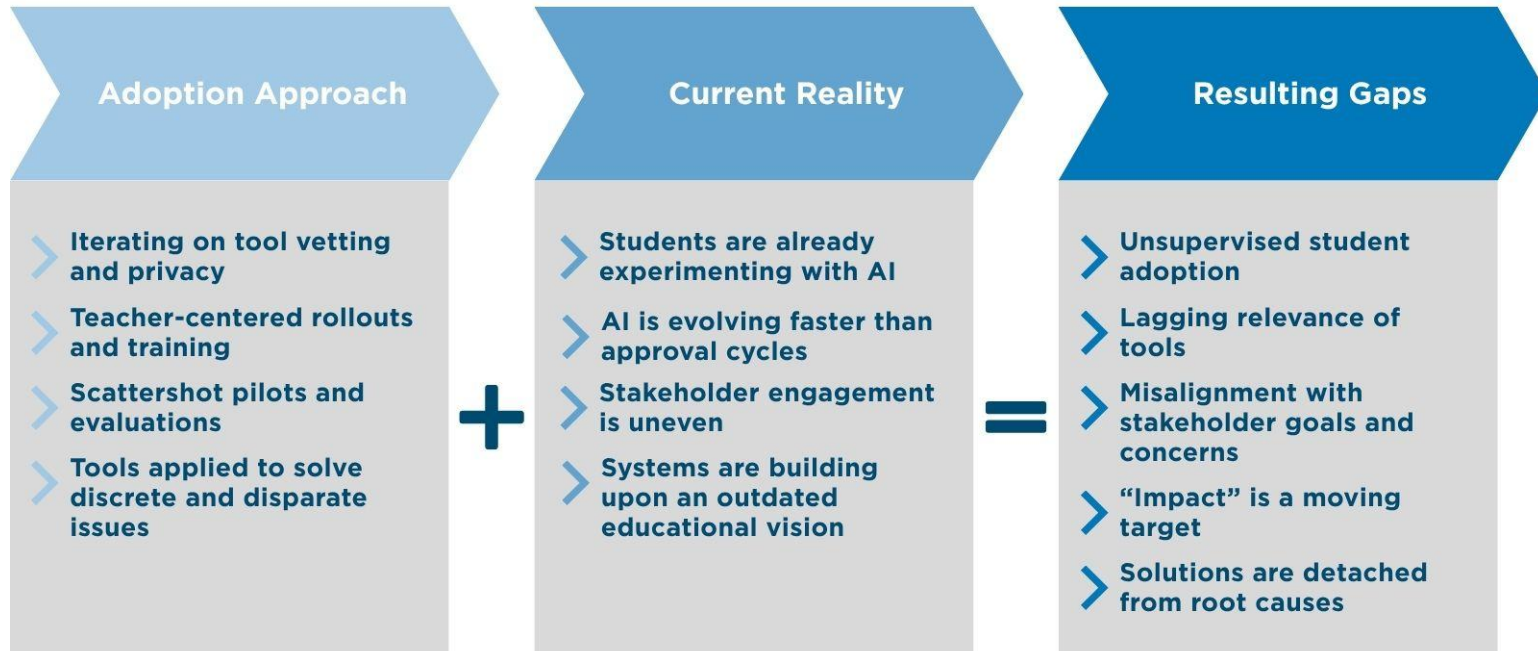 Adoption Approach
Iterating on tool vetting
and privacy
Teacher-centered rollouts
and training
Scattershot pilots and
evaluations
Tools applied to solve
discrete and disparate
issues
+
Current Reality
Students are already
experimenting with AI
AI is evolving faster than
approval cycles
Stakeholder engagement
is uneven
Systems are building
upon an outdated
educational vision
=
Resulting Gaps
Unsupervised student
adoption
Lagging relevance of
tools
Misalignment with
stakeholder goals and
concerns
“Impact” is a moving
target
Solutions are detached
from root causes